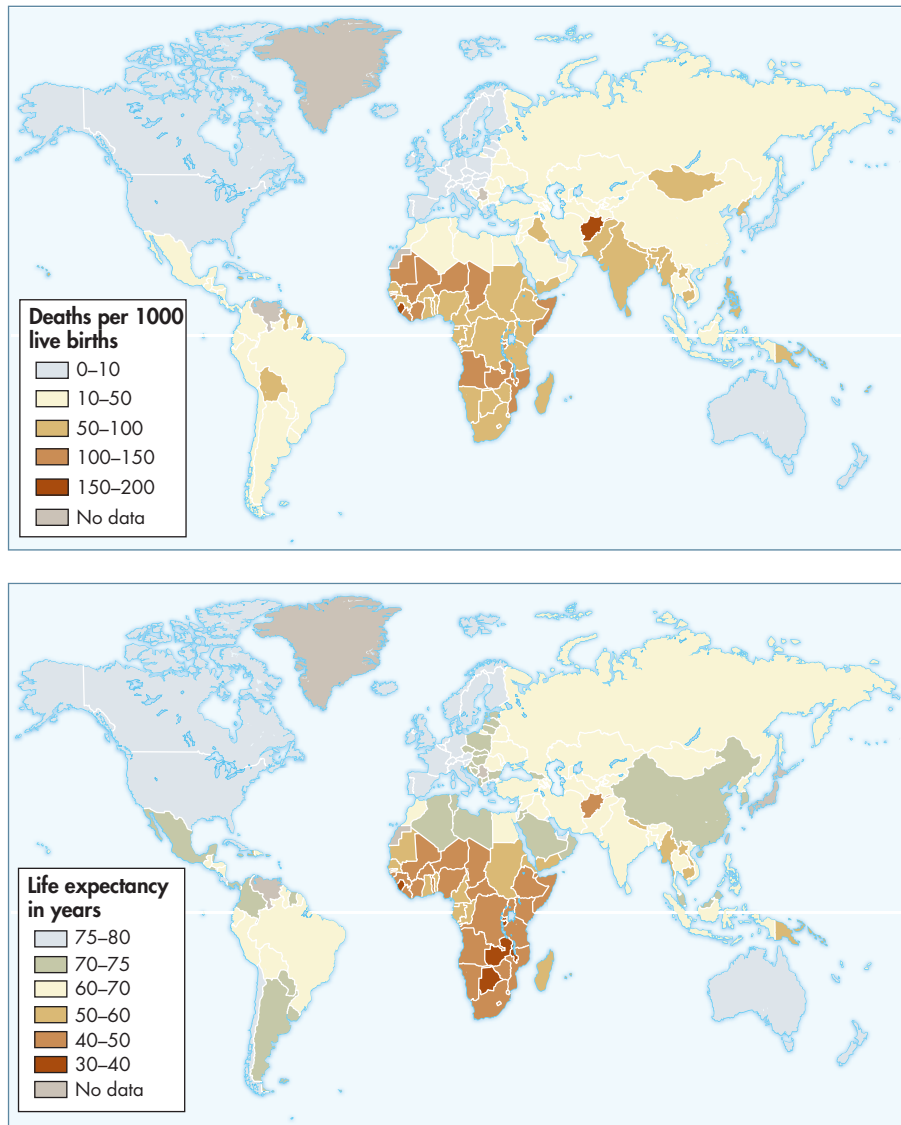 Deaths per 1000
live births
0–10
10–50
50–100
100–150
150–200
No data
Life expectancy
in years
75–80
70–75
60–70
50–60
40–50
30–40
No data